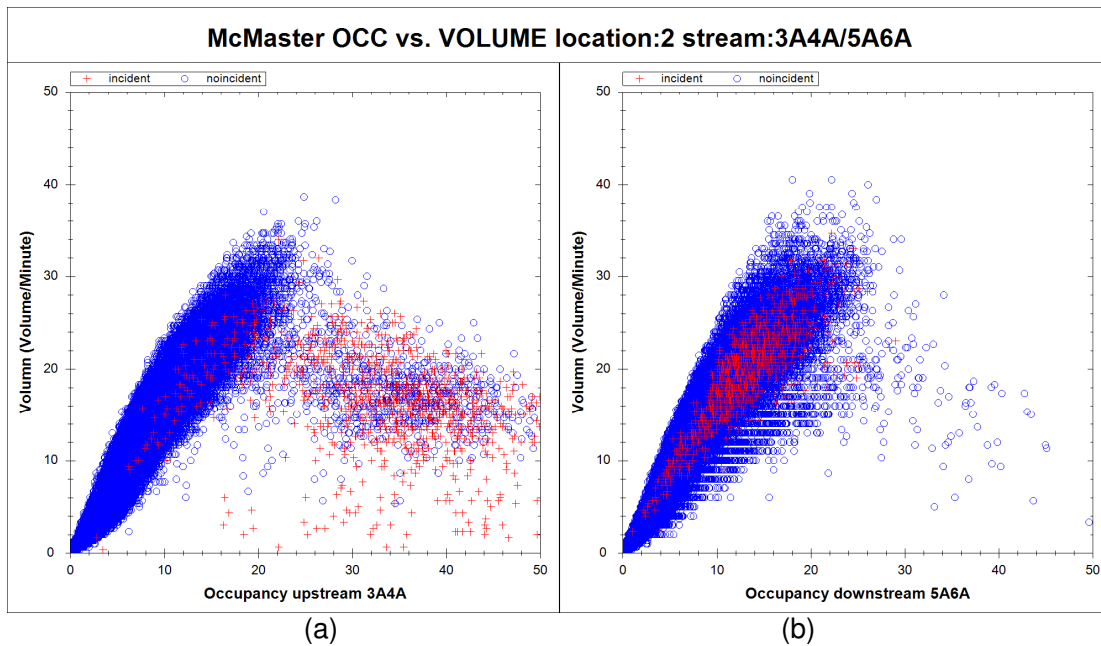 McMaster OCC vs. VOLUME location:2 stream:3A4A/5A6A
incident noincident
50
40
30
20
10
0
0 10 20 30 40 50
Volumn (Volume/Minute)
Occupancy upstream 3A4A
(a)
incident noincident
50
40
30
20
10
0
0 10 20 30 40 50
Volumn (Volume/Minute)
Occupancy downstream 5A6A
(b)